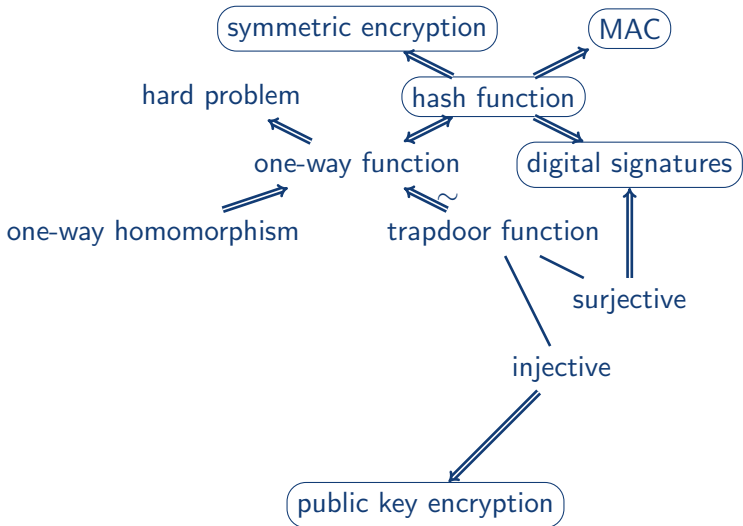 symmetric encryption
MAC
hard problem
hash function
one-way function
digital signatures
∼
one-way homomorphism
trapdoor function
surjective
injective
public key encryption